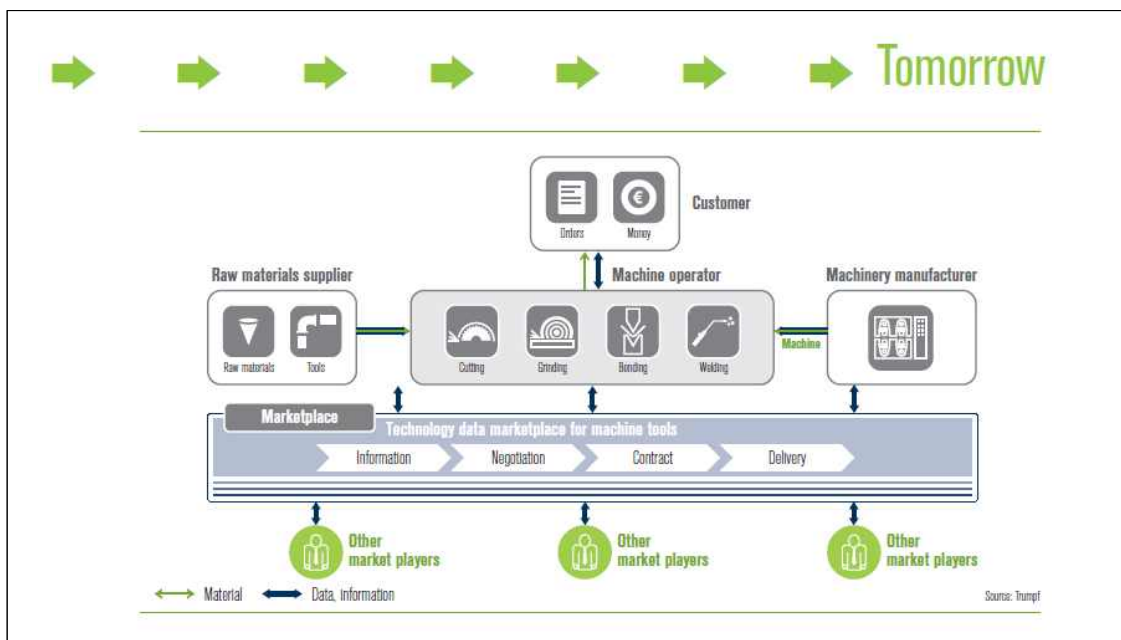 Tomorrow
Orders
Money
Customer
Raw materials supplier
Machine operator
Machinery manufacturer
Raw materials
Tools
Cutting
Grinding
Bending
Welding
Machine
Marketplace
Technology data marketplace for machine tools
Information
Negotiation
Contract
Delivery
Other
market players
Other
market players
Other
market players
Material
Data, information
Source: Trumpf